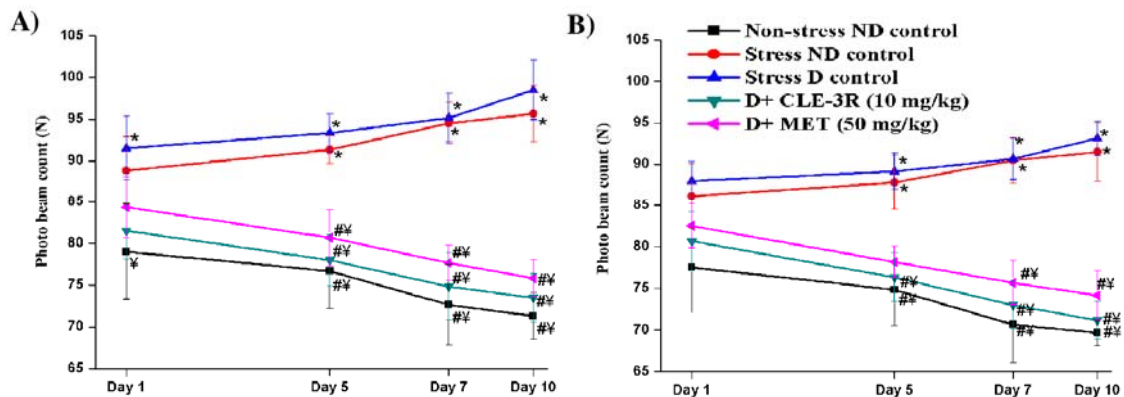 A)
Photo beam count (N)
105
100
95
90
85
80
75
70
65
*
¥
*
*
#¥
#¥
#¥
*
*
#¥
#¥
#¥
*
*
#¥
#¥
#¥
Day 1
Day 5
Day 7
Day 10
B)
Non-stress ND control
Stress ND control
Stress D control
D+ CLE-3R (10 mg/kg)
D+ MET (50 mg/kg)
Photo beam count (N)
105
100
95
90
85
80
75
70
65
*
*
#¥
#¥
*
*
#¥
#¥
#¥
*
*
#¥
#¥
#¥
Day 1
Day 5
Day 7
Day 10